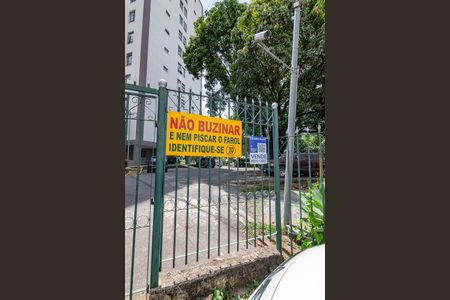 NÃO BUZINAR
E NEM PISCAR O FAROL
IDENTIFIQUE-SE
VENDE